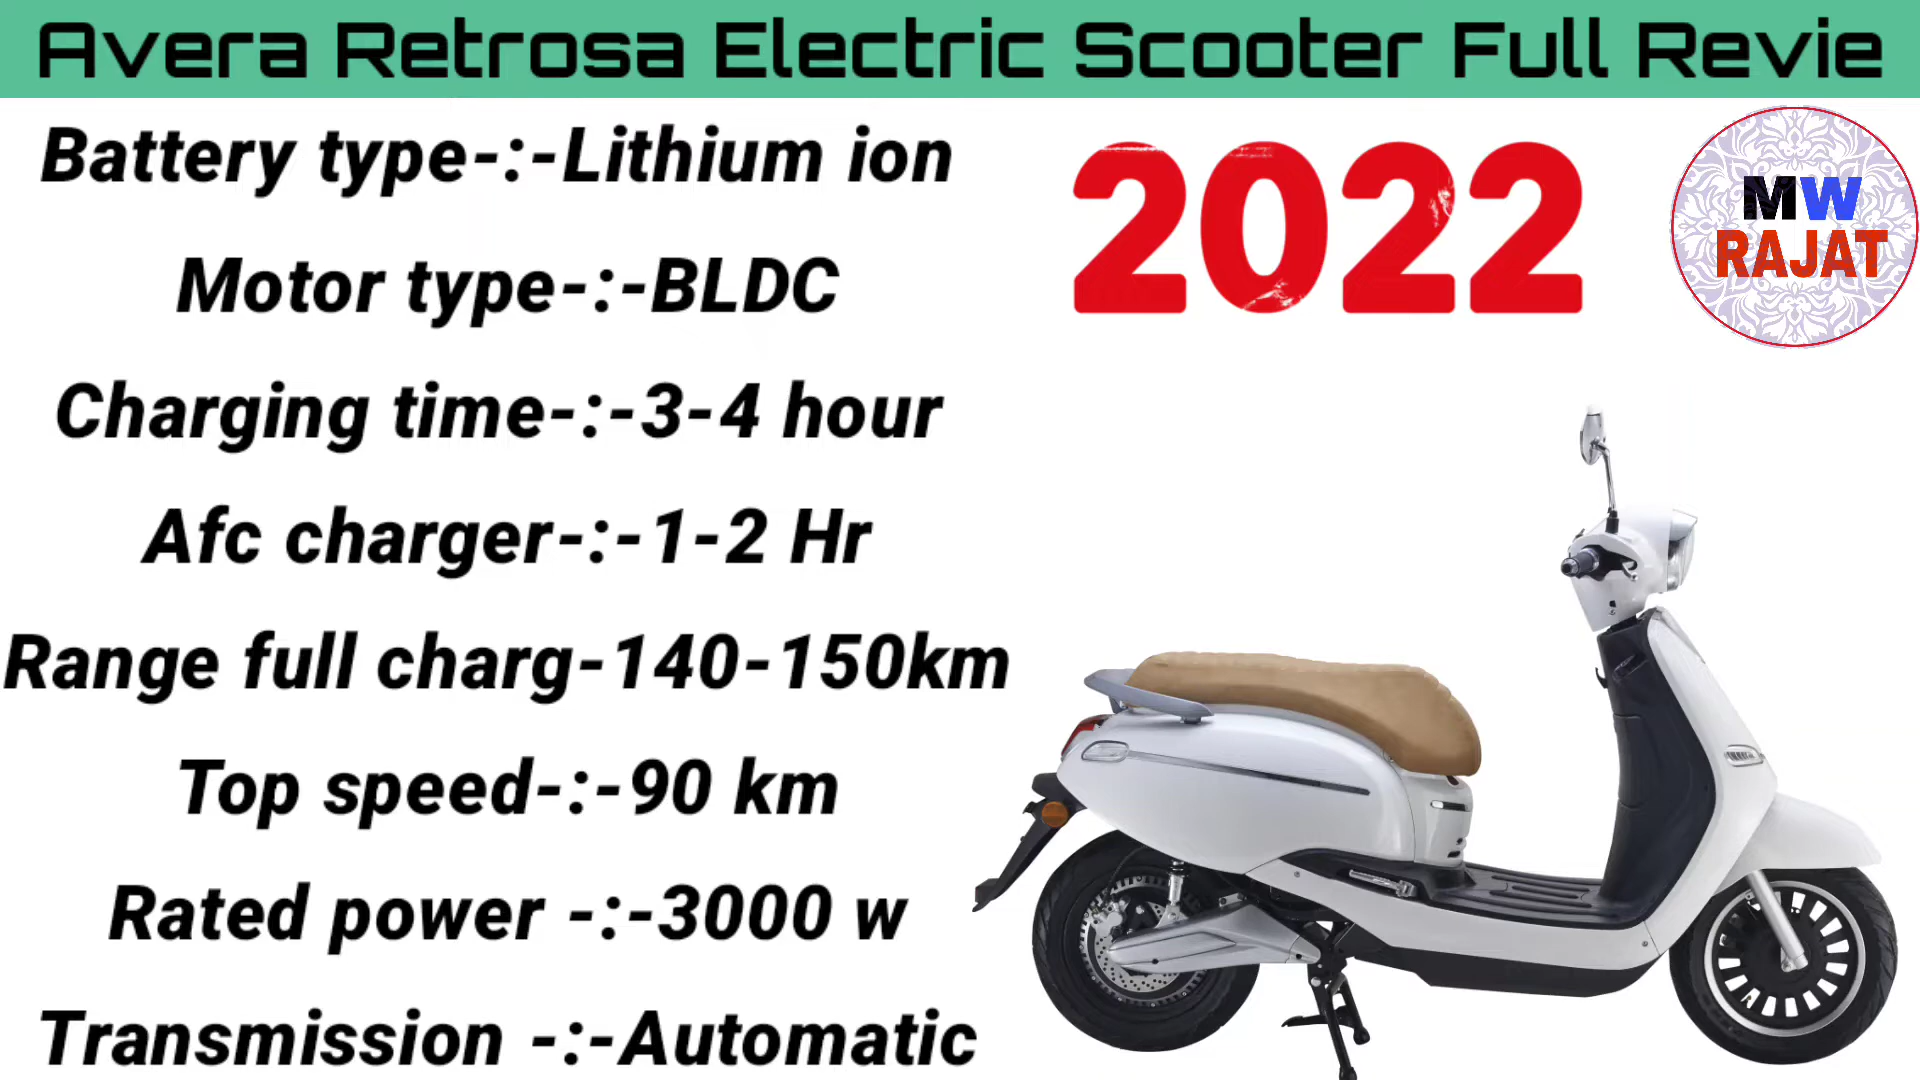 Avera Retrosa Electric Scooter Full Revie
Battery type-:-Lithium ion
2022
MW
RAJAT
Motor type-:-BLDC
Charging time-:-3-4 hour
Afc charger-:-1-2 Hr
Range full charg-140-150km
Top speed-:-90 km
Rated power -:-3000 w
Transmission -:-Automatic